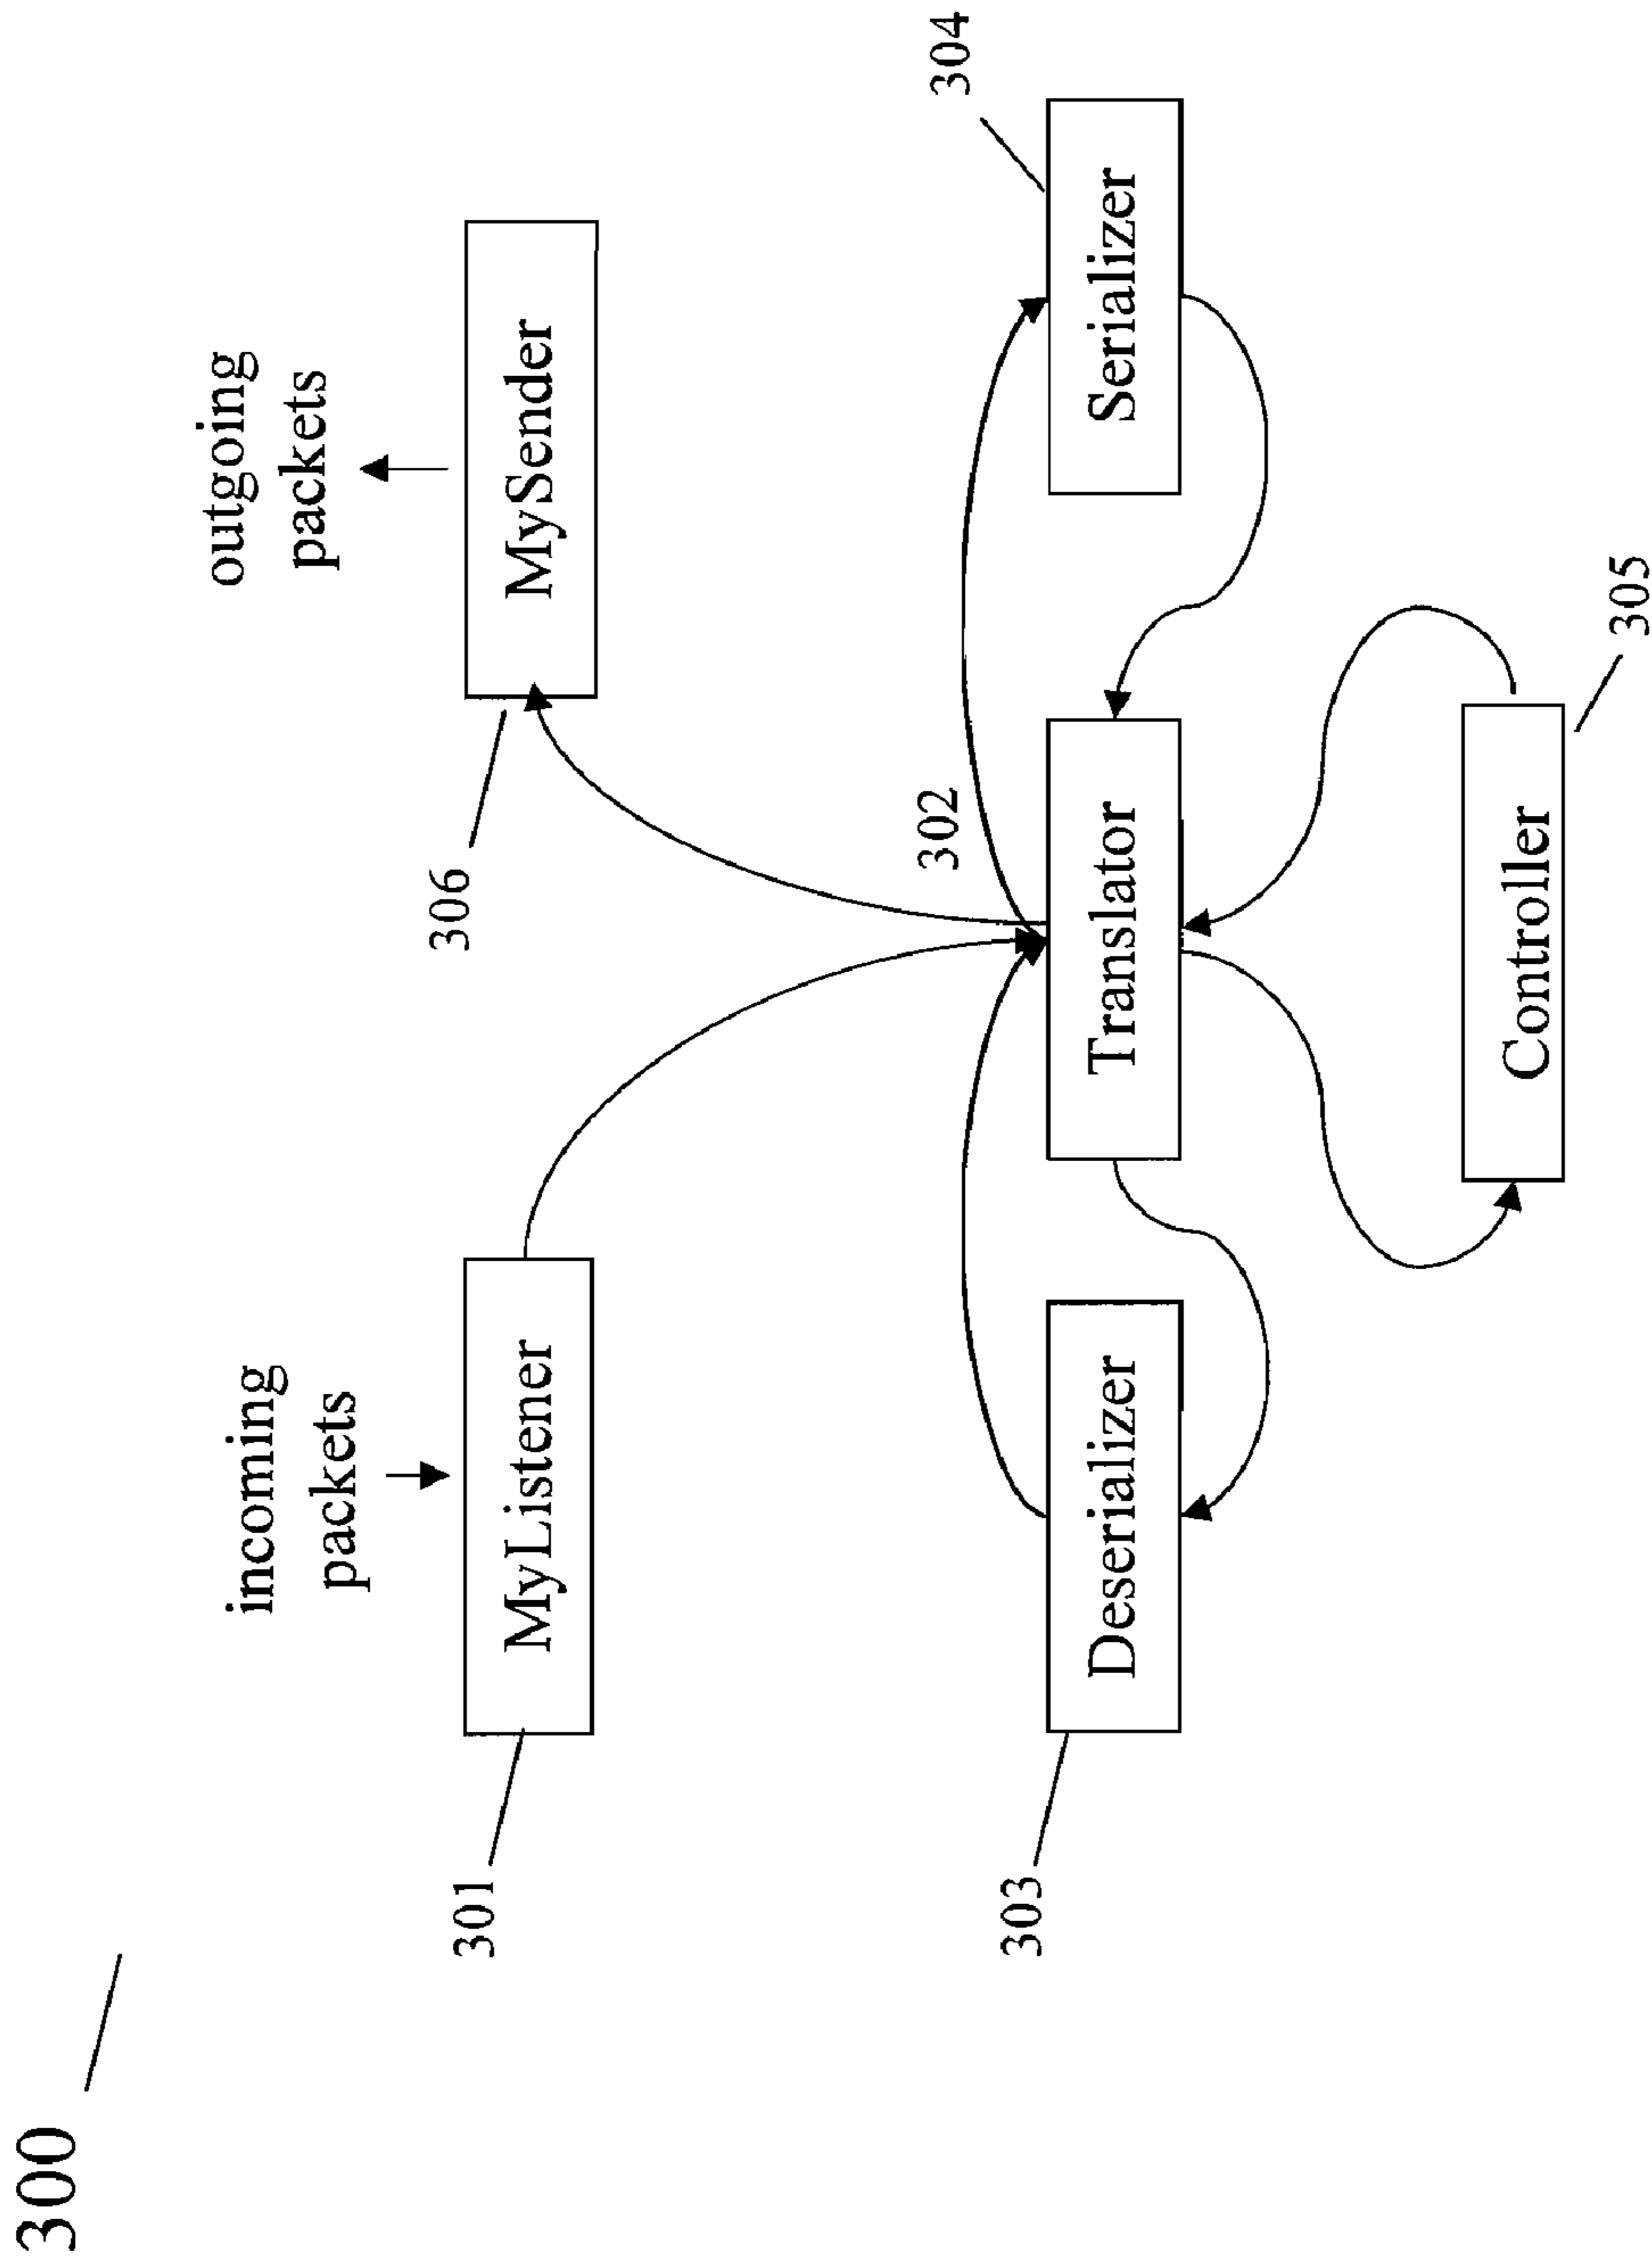 300
incoming
packets
outgoing
packets
301
MyListener
306
MySender
302
304
303
Deserializer
Translator
Serializer
Controller
305